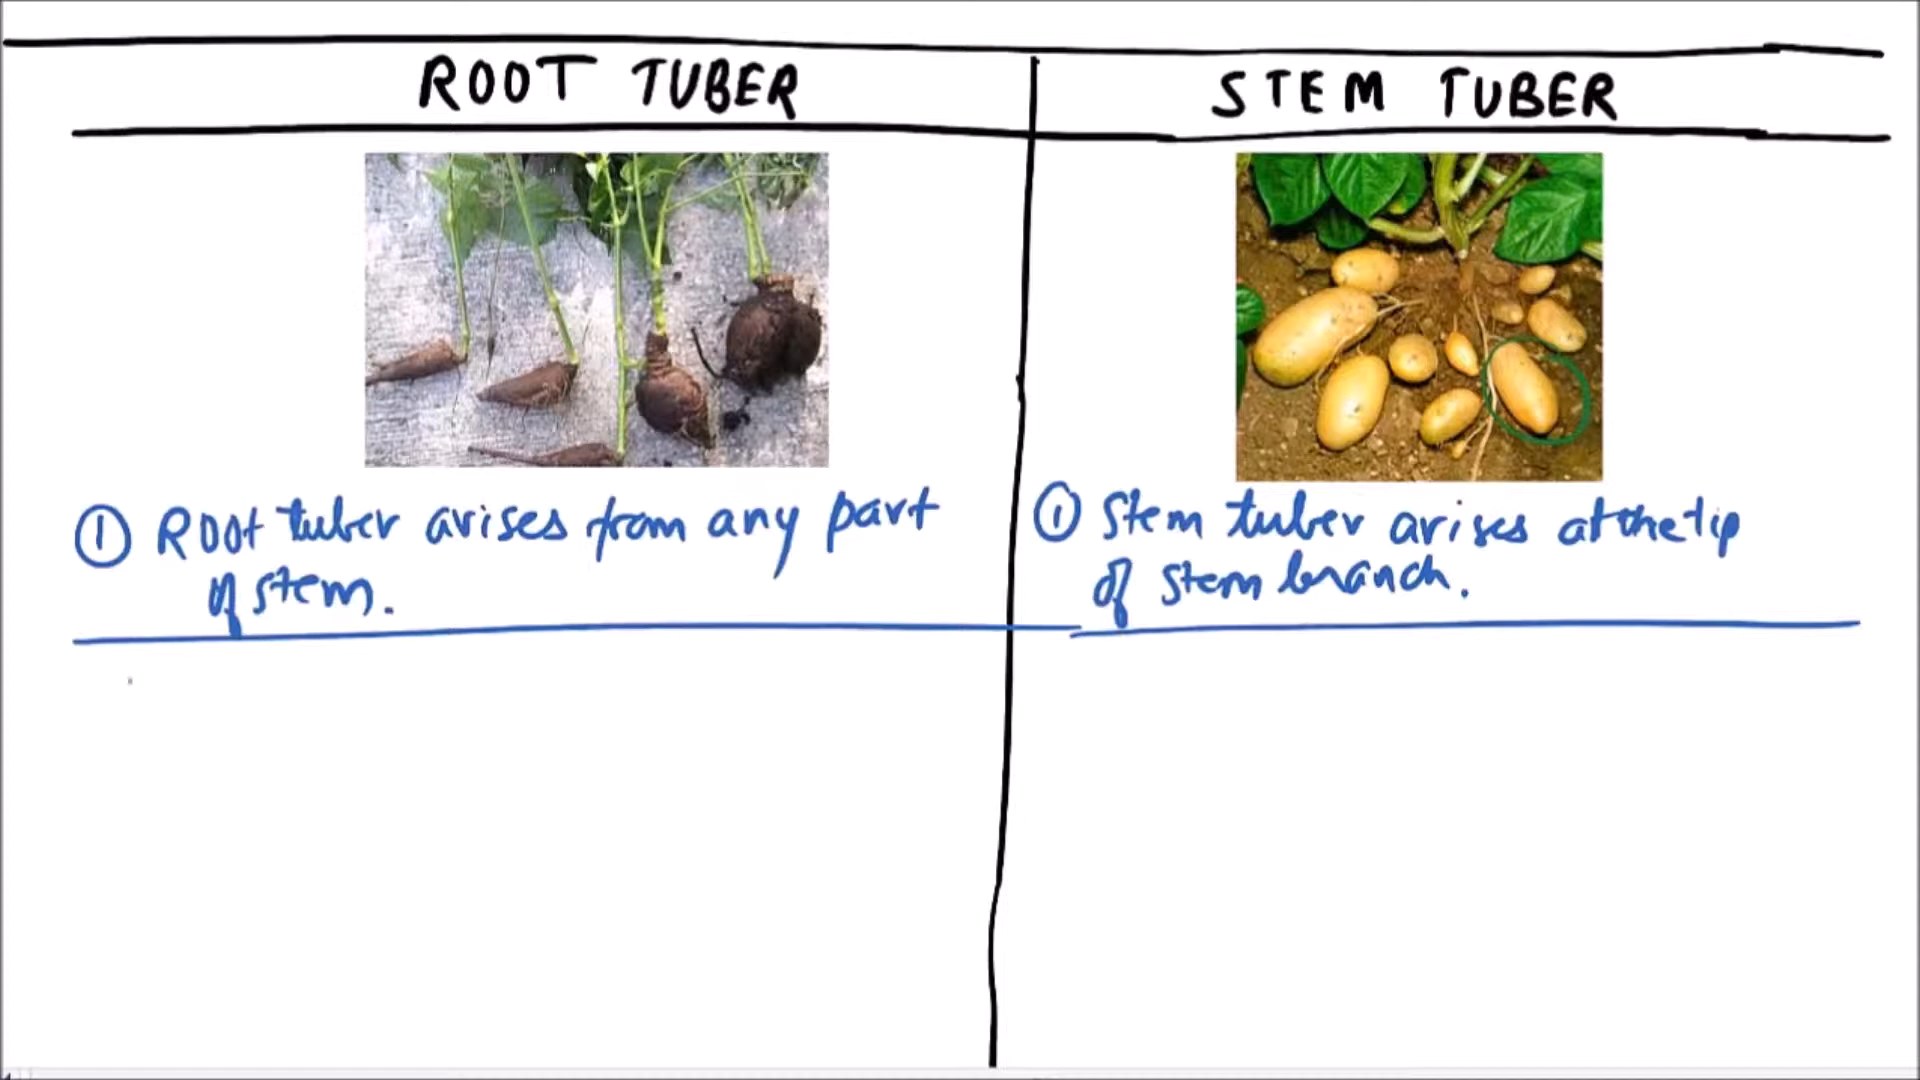 ROOT TUBER
STEM TUBER
① Root tuber arises from any part
of stem.
① Stem tuber arises at the tip
of stem branch.